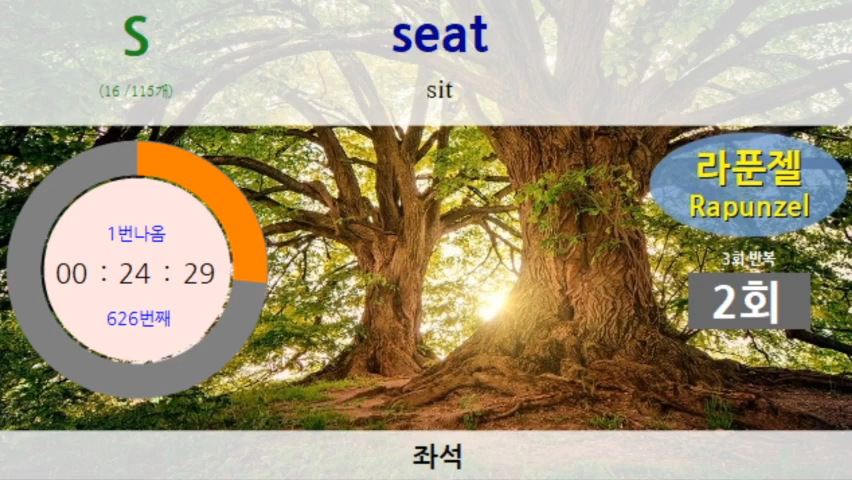 S
(16 /115개)
seat
sit
1번나옴
00 : 24 : 29
626번째
라푼젤
Rapunzel
3회 반복
2회
좌석